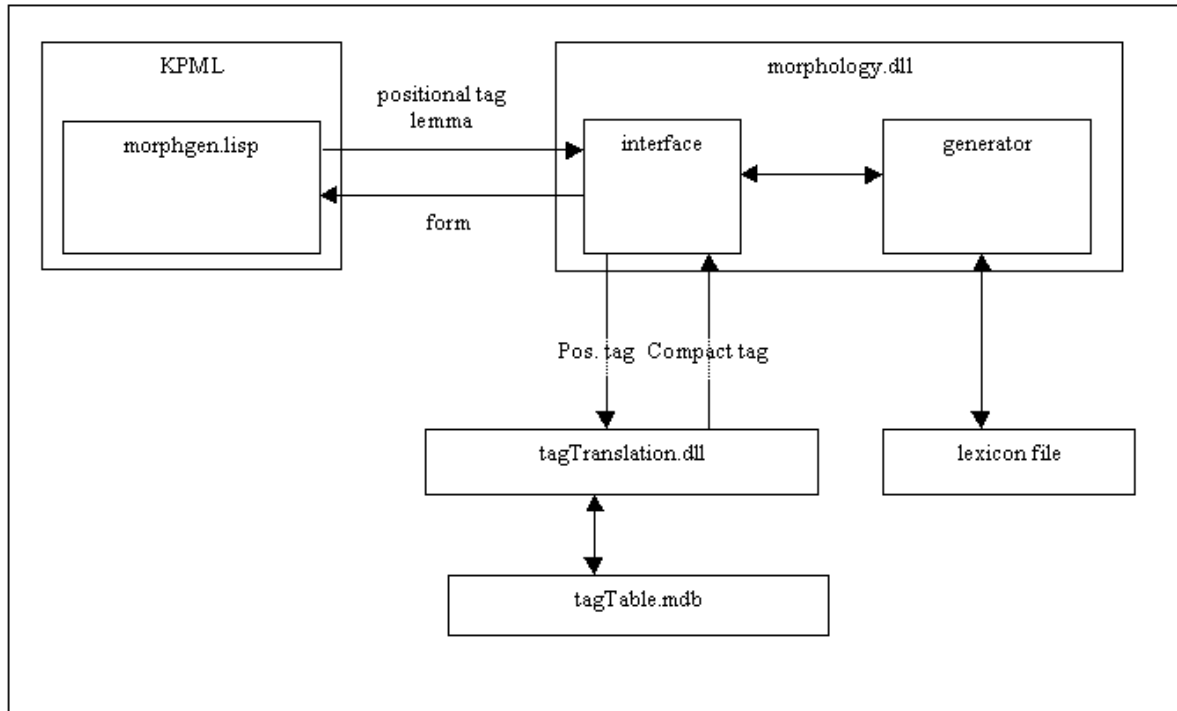 KPML
morphology.dll
positional tag
lemma
morphgen.lisp
interface
generator
form
Pos. tag Compact tag
tagTranslation.dll
lexicon file
tagTable.mdb